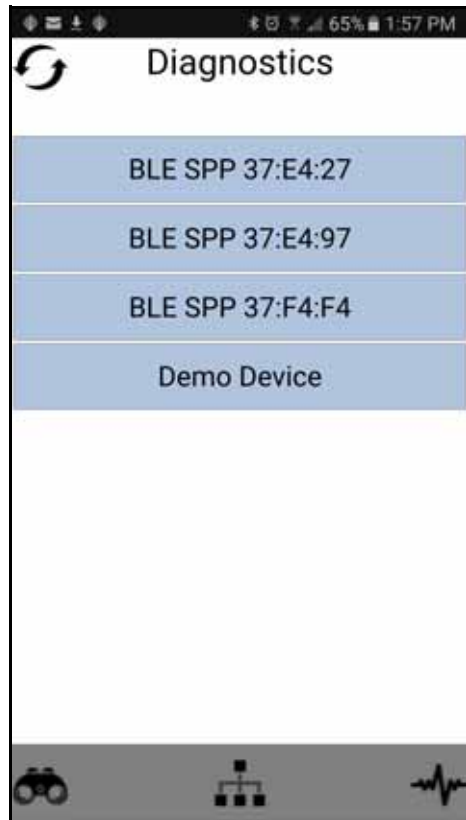 65% 1:57 PM
Diagnostics
BLE SPP 37:E4:27
BLE SPP 37:E4:97
BLE SPP 37:F4:F4
Demo Device